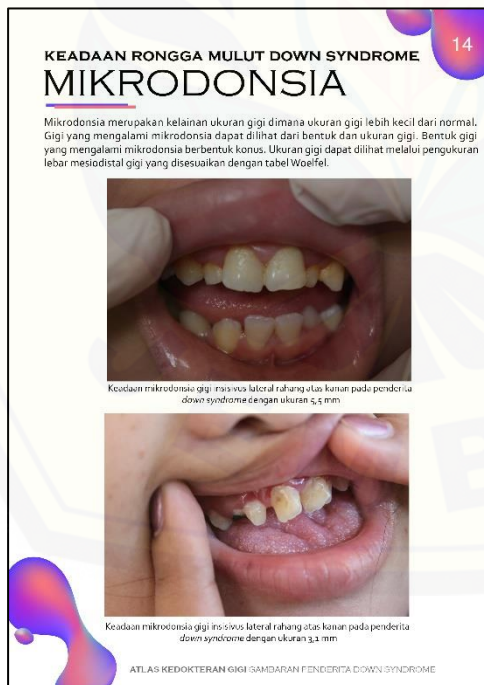 14
KEADAAN RONGGA MULUT DOWN SYNDROME
MIKRODONSIA
Mikrodonsia merupakan kelainan ukuran gigi dimana ukuran gigi lebih kecil dari normal.
Gigi yang mengalami mikrodonsia dapat dilihat dari bentuk dan ukuran gigi. Bentuk gigi
yang mengalami mikrodonsia berbentuk konus. Ukuran gigi dapat dilihat melalui pengukuran
lebar mesiodistal gigi yang disesuaikan dengan tabel Woelfel.
Keadaan mikrodonsia gigi insisivus lateral rahang atas kanan pada penderita
down syndrome dengan ukuran 5,5 mm
Keadaan mikrodonsia gigi insisivus lateral rahang atas kanan pada penderita
down syndrome dengan ukuran 3,1 mm
ATLAS KEDOKTERAN GIGI GAMBARAN PENDERITA DOWN SYNDROME